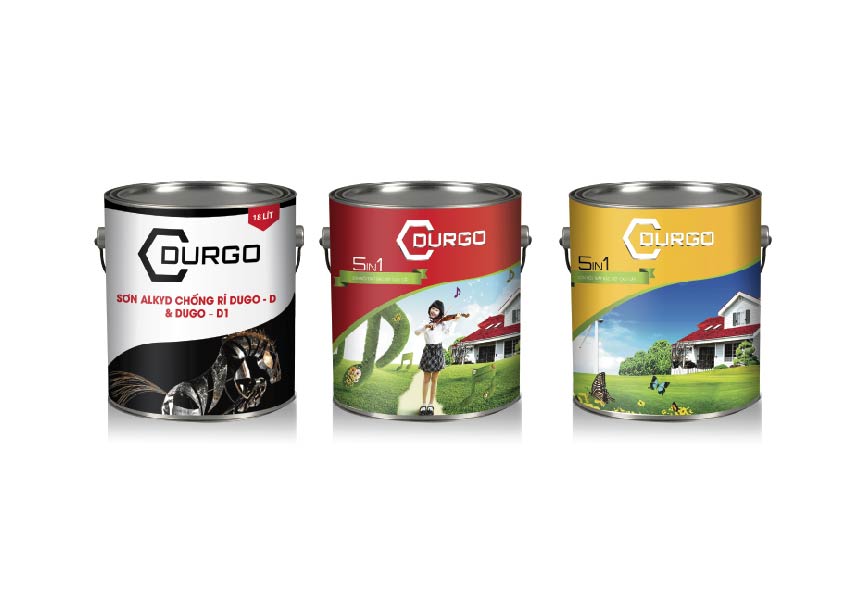 18 LÍT
DURGO
SƠN ALKYD CHỐNG RỈ DUGO - D
& DUGO - D1
DURGO
5IN1
DURGO
5IN1